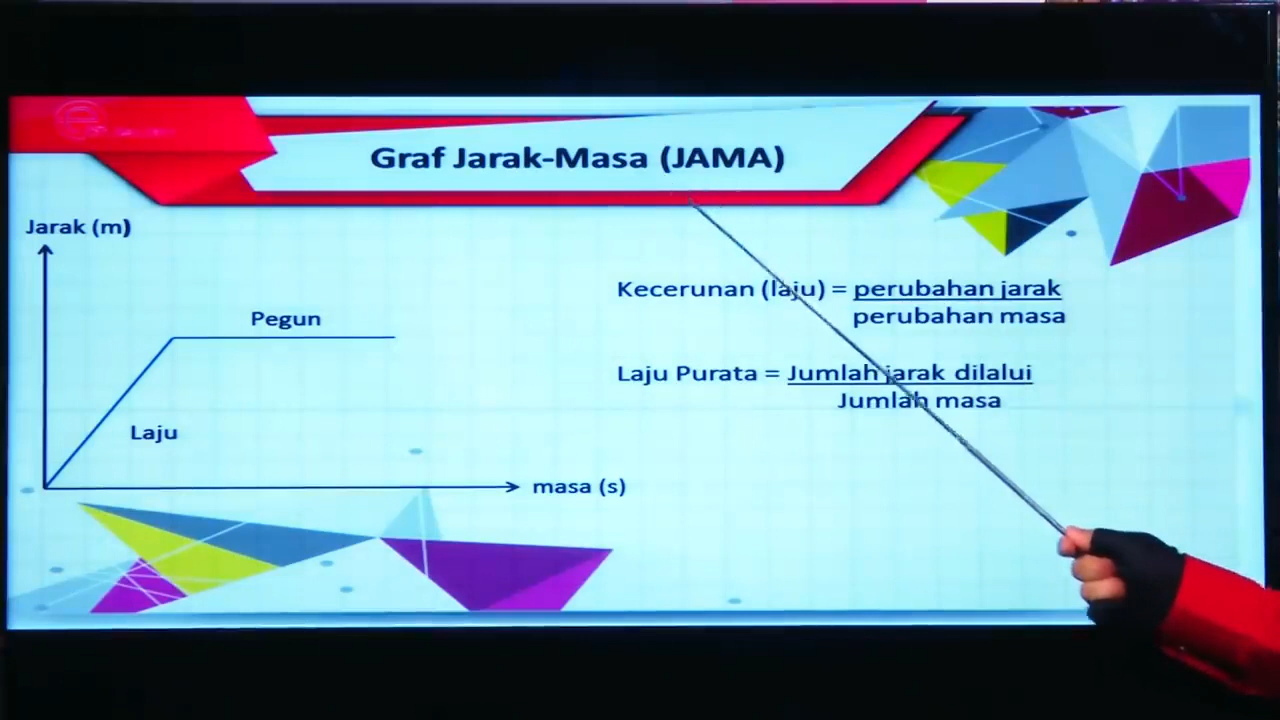 Graf Jarak-Masa (JAMA)
Jarak (m)
Pegun
Laju
masa (s)
Kecerunan (laju) = perubahan jarak
perubahan masa
Laju Purata = Jumlah jarak dilalui
Jumlah masa